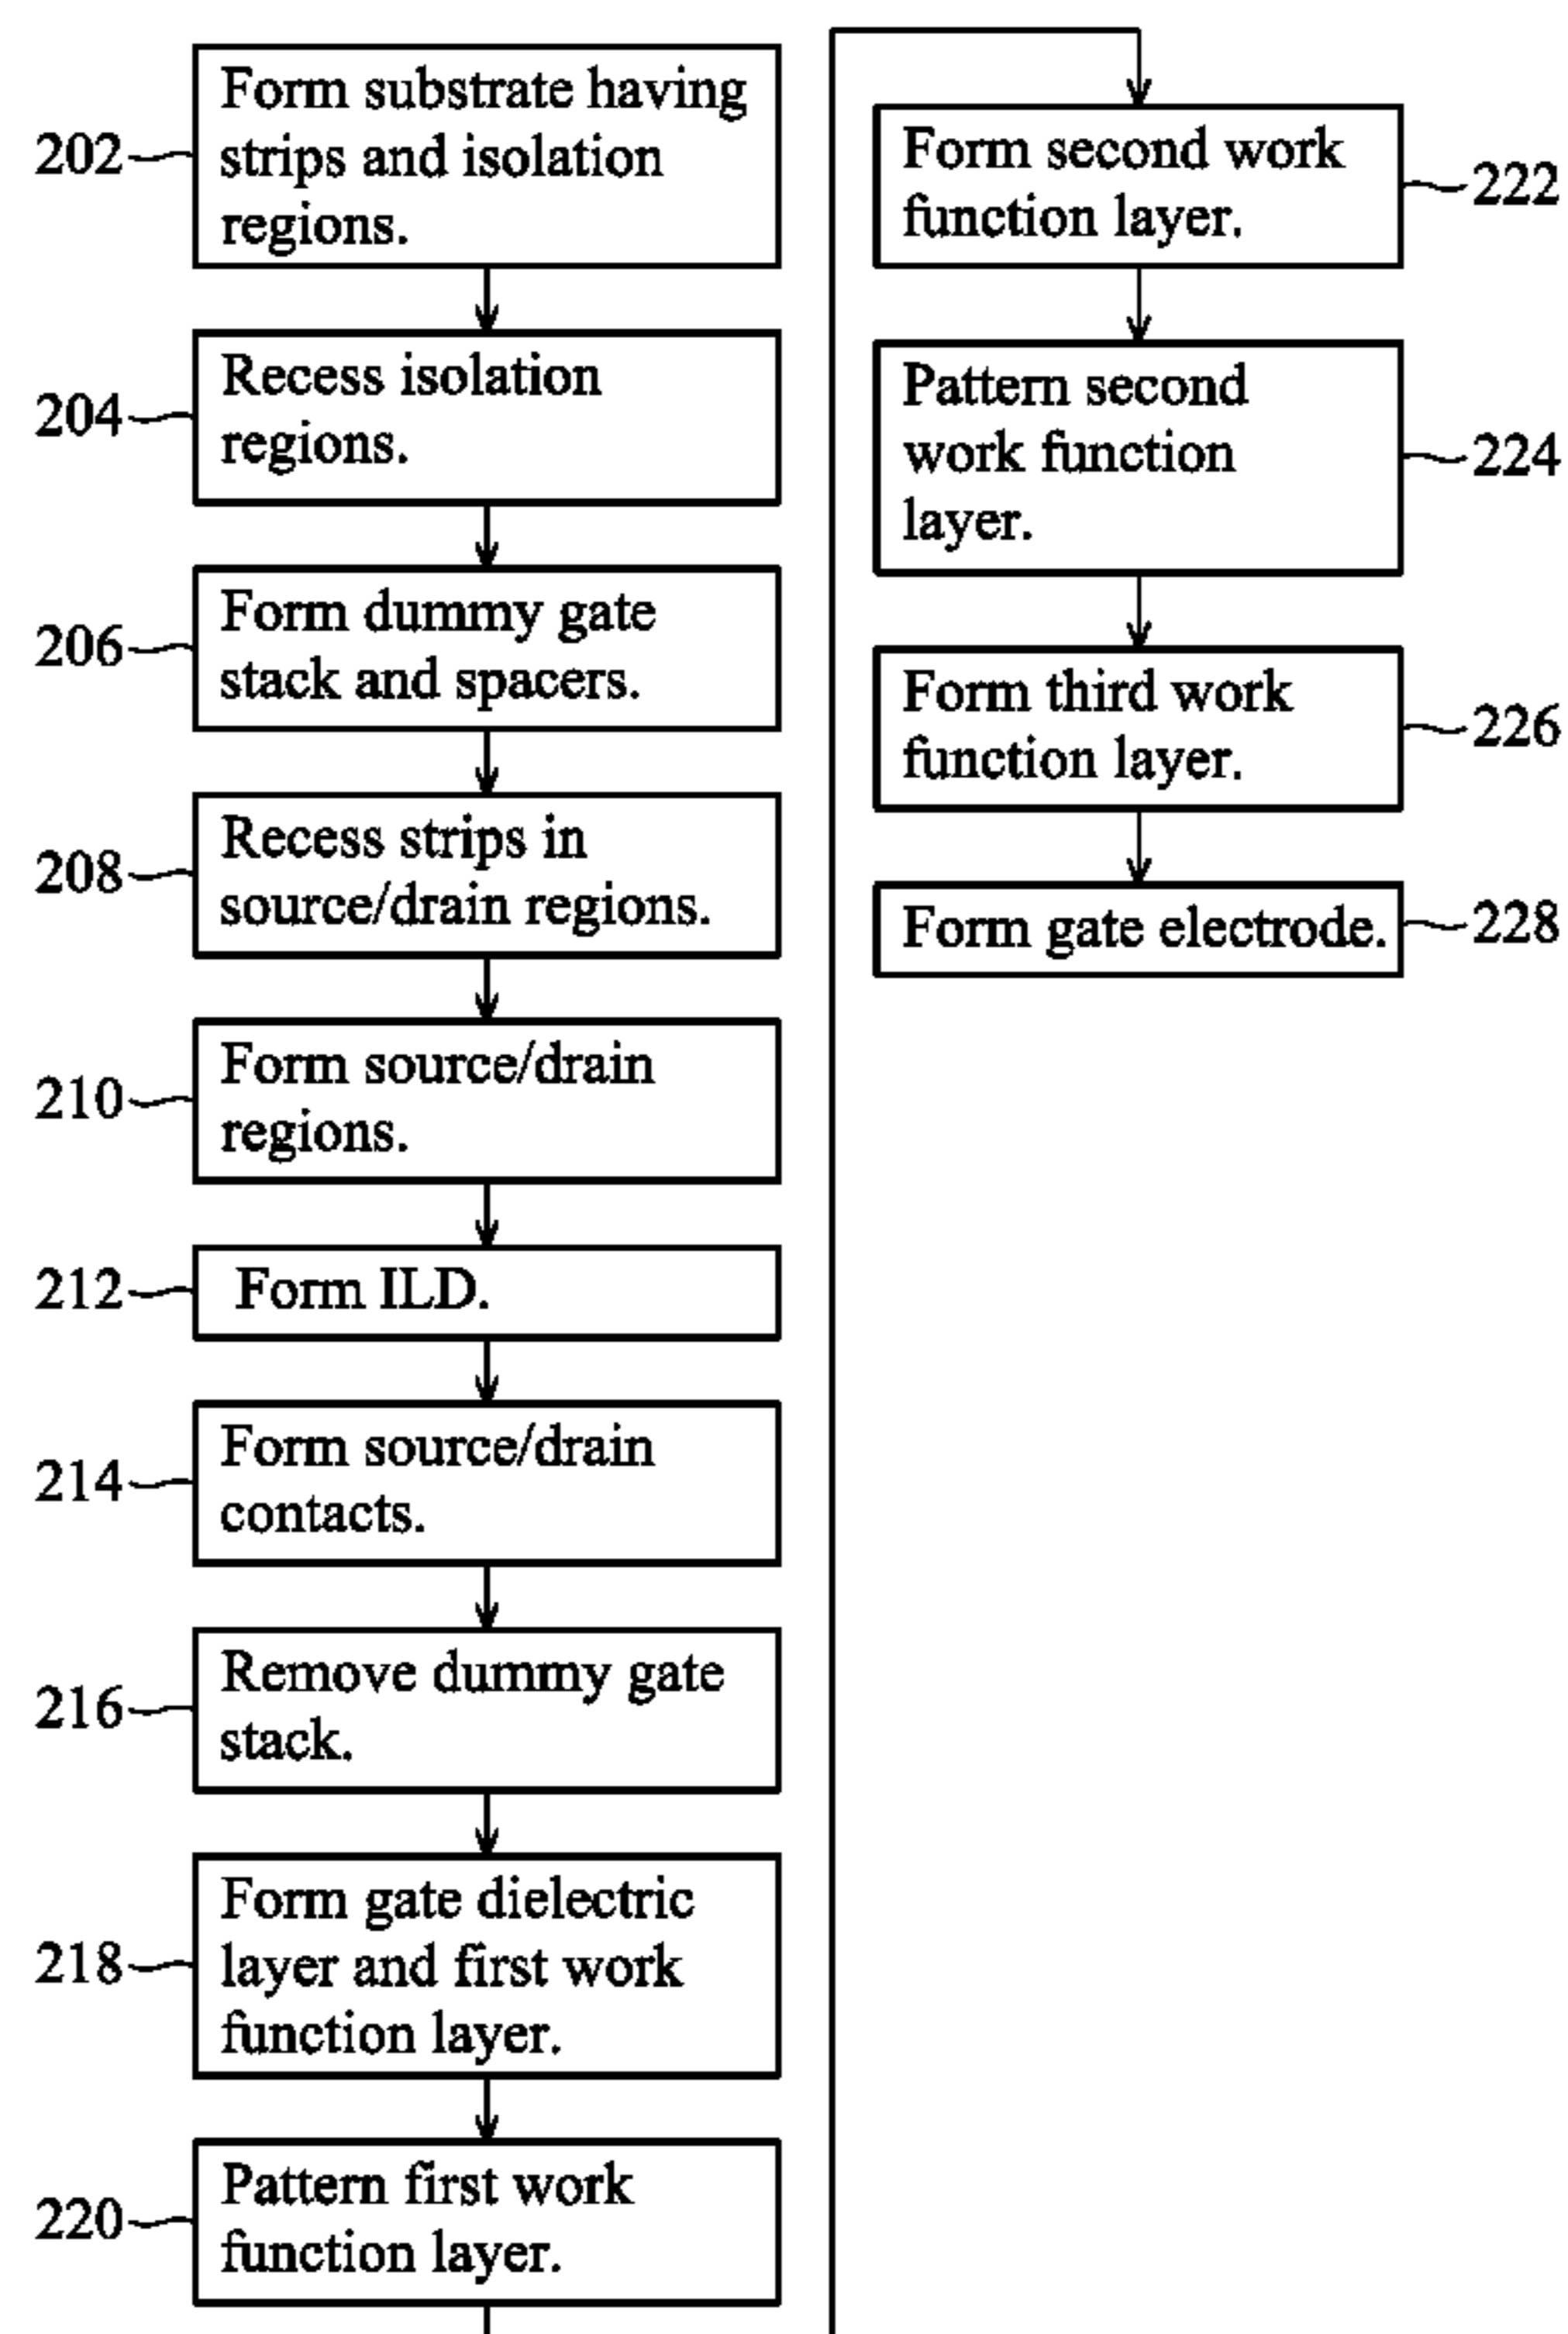 202
Form substrate having
strips and isolation
regions.
204
Recess isolation
regions.
206
Form dummy gate
stack and spacers.
208
Recess strips in
source/drain regions.
210
Form source/drain
regions.
212
Form ILD.
214
Form source/drain
contacts.
216
Remove dummy gate
stack.
218
Form gate dielectric
layer and first work
function layer.
220
Pattern first work
function layer.
Form second work
function layer.
222
Pattern second
work function
layer.
224
Form third work
function layer.
226
Form gate electrode.
228